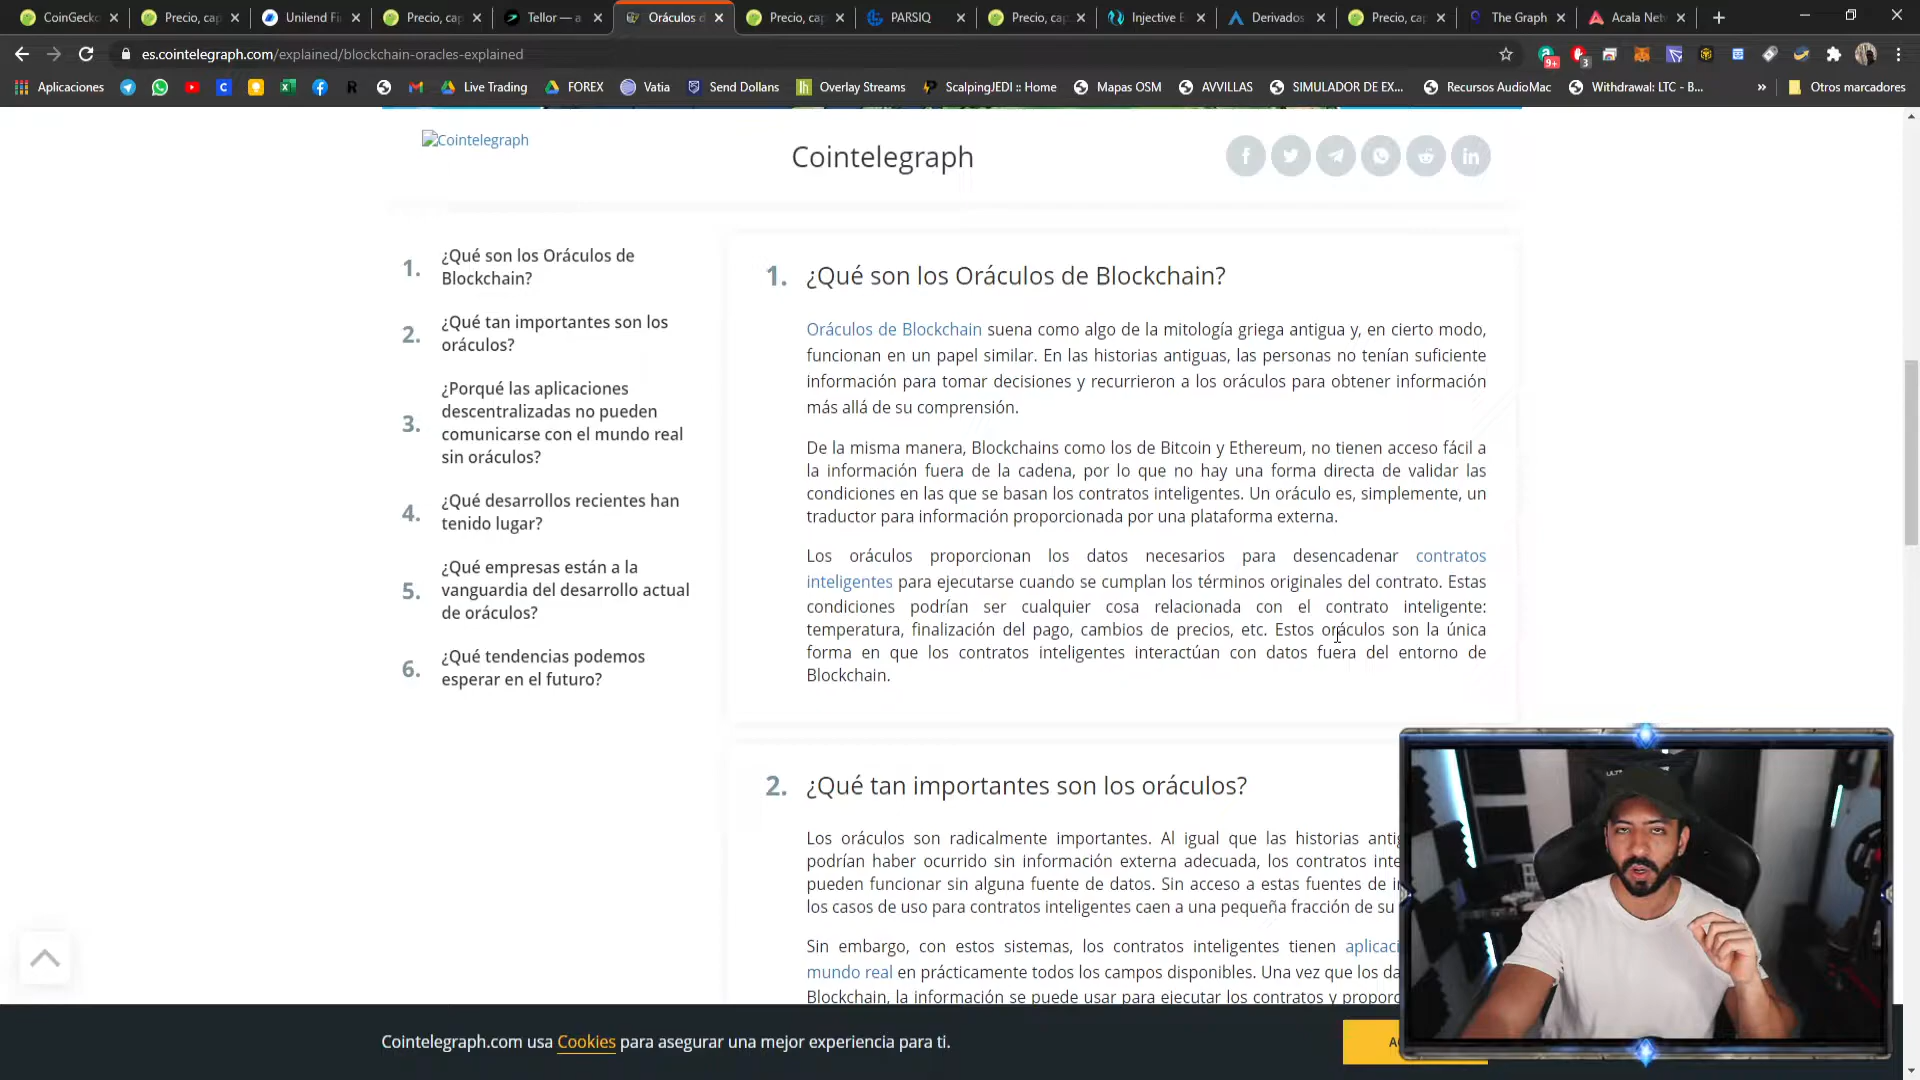 CoinGecko
Precio, cap
Unilend Fi
Precio, cap
Tellor — a
Oráculos d
Precio, cap
PARSIQ
Precio, cap
Injective E
Derivados
Precio, cap
The Graph
Acala Net
es.cointelegraph.com/explained/blockchain-oracles-explained
9+
3
Aplicaciones
Live Trading
FOREX
Vatia
Send Dollans
Overlay Streams
ScalpingJEDI :: Home
Mapas OSM
AVVILLAS
SIMULADOR DE EX...
Recursos AudioMac
Withdrawal: LTC - B...
»
Otros marcadores
Cointelegraph
Cointelegraph
1. ¿Qué son los Oráculos de
Blockchain?
2. ¿Qué tan importantes son los
oráculos?
3. ¿Porqué las aplicaciones
descentralizadas no pueden
comunicarse con el mundo real
sin oráculos?
4. ¿Qué desarrollos recientes han
tenido lugar?
5. ¿Qué empresas están a la
vanguardia del desarrollo actual
de oráculos?
6. ¿Qué tendencias podemos
esperar en el futuro?
1. ¿Qué son los Oráculos de Blockchain?
Oráculos de Blockchain suena como algo de la mitología griega antigua y, en cierto modo,
funcionan en un papel similar. En las historias antiguas, las personas no tenían suficiente
información para tomar decisiones y recurrieron a los oráculos para obtener información
más allá de su comprensión.
De la misma manera, Blockchains como los de Bitcoin y Ethereum, no tienen acceso fácil a
la información fuera de la cadena, por lo que no hay una forma directa de validar las
condiciones en las que se basan los contratos inteligentes. Un oráculo es, simplemente, un
traductor para información proporcionada por una plataforma externa.
Los oráculos proporcionan los datos necesarios para desencadenar contratos
inteligentes para ejecutarse cuando se cumplan los términos originales del contrato. Estas
condiciones podrían ser cualquier cosa relacionada con el contrato inteligente:
temperatura, finalización del pago, cambios de precios, etc. Estos oráculos son la única
forma en que los contratos inteligentes interactúan con datos fuera del entorno de
Blockchain.
2. ¿Qué tan importantes son los oráculos?
Los oráculos son radicalmente importantes. Al igual que las historias antig
podrían haber ocurrido sin información externa adecuada, los contratos inte
pueden funcionar sin alguna fuente de datos. Sin acceso a estas fuentes de i
los casos de uso para contratos inteligentes caen a una pequeña fracción de su
Sin embargo, con estos sistemas, los contratos inteligentes tienen aplicaci
mundo real en prácticamente todos los campos disponibles. Una vez que los da
Blockchain, la información se puede usar para ejecutar los contratos y propor
Cointelegraph.com usa Cookies para asegurar una mejor experiencia para ti.